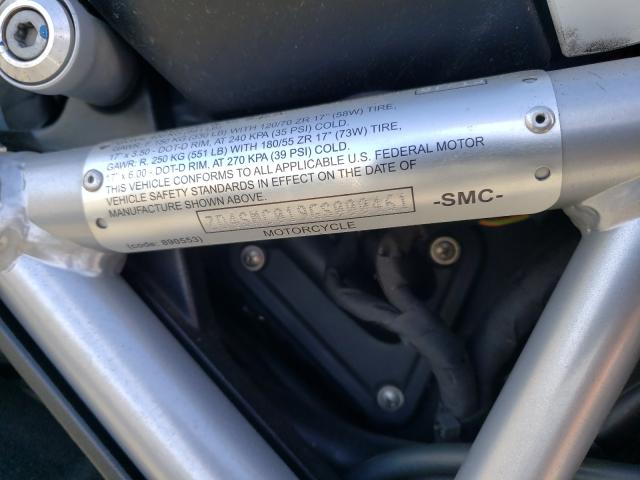 WITH 120/70 ZR 17" (58W) TIRE,
17" x 3.50 - DOT-D RIM. AT 240 KPA (35 PSI) COLD.
GAWR: R. 250 KG (551 LB) WITH 180/55 ZR 17" (73W) TIRE,
17" x 6.00 - DOT-D RIM. AT 270 KPA (39 PSI) COLD.
THIS VEHICLE CONFORMS TO ALL APPLICABLE U.S. FEDERAL MOTOR
VEHICLE SAFETY STANDARDS IN EFFECT ON THE DATE OF
MANUFACTURE SHOWN ABOVE.
-SMC-
(code: 890553) MOTORCYCLE